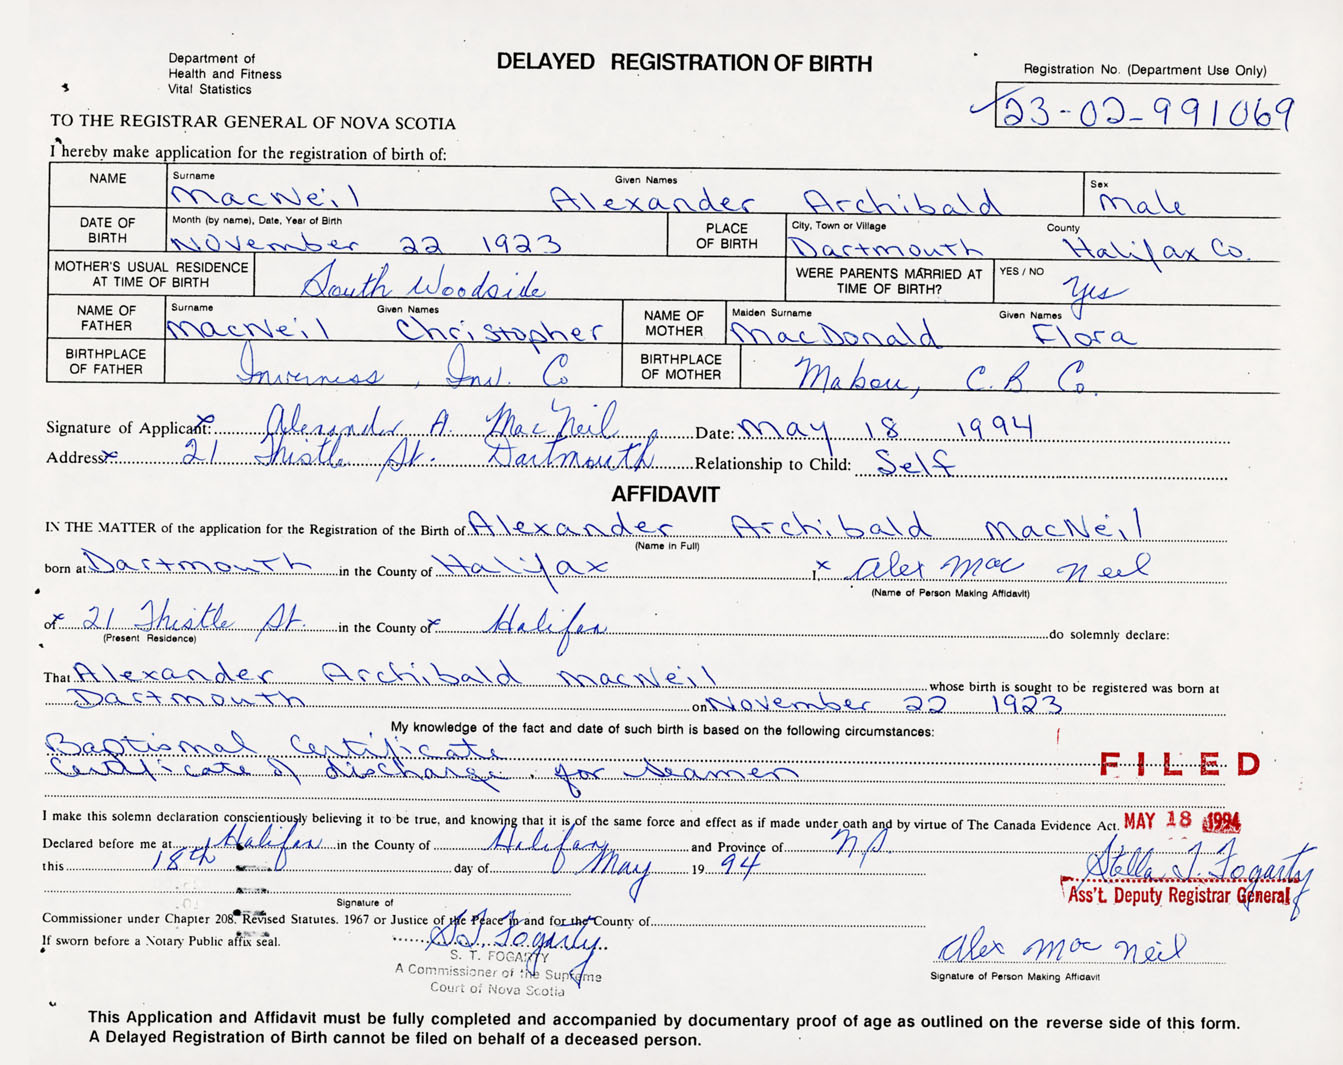 Department of
Health and Fitness
Vital Statistics
DELAYED REGISTRATION OF BIRTH
Registration No. (Department Use Only)
23-02-991069
TO THE REGISTRAR GENERAL OF NOVA SCOTIA
I hereby make application for the registration of birth of:
NAME Surname Given Names Sex
MacNeil Alexander Archibald Male
DATE OF BIRTH Month (by name), Date, Year of Birth PLACE OF BIRTH City, Town or Village County
November 22 1923 Dartmouth Halifax Co.
MOTHER'S USUAL RESIDENCE AT TIME OF BIRTH South Woodside WERE PARENTS MARRIED AT TIME OF BIRTH? YES / NO Yes
NAME OF FATHER Surname Given Names NAME OF MOTHER Maiden Surname Given Names
MacNeil Christopher MacDonald Flora
BIRTHPLACE OF FATHER Inverness, Inv. Co BIRTHPLACE OF MOTHER Mabou, C. B Co.
Signature of Applicant: x Alexander A. MacNeil Date: May 18 1994
Address x 21 Thistle St. Dartmouth Relationship to Child: Self
AFFIDAVIT
IN THE MATTER of the application for the Registration of the Birth of Alexander Archibald MacNeil
(Name in Full)
born at Dartmouth in the County of Halifax I, x Alex Mac Neil
(Name of Person Making Affidavit)
of x 21 Thistle St. in the County of x Halifax do solemnly declare:
(Present Residence)
That Alexander Archibald MacNeil whose birth is sought to be registered was born at
Dartmouth on November 22 1923
My knowledge of the fact and date of such birth is based on the following circumstances:
Baptismal Certificate
Certificate of discharge for Seamen
FILED
I make this solemn declaration conscientiously believing it to be true, and knowing that it is of the same force and effect as if made under oath and by virtue of The Canada Evidence Act.
MAY 18 1994
Declared before me at Halifax in the County of Halifax and Province of N.S.
this 18th day of May 19 94
Stella T. Fogarty
Ass't. Deputy Registrar General
Signature of
Commissioner under Chapter 208. Revised Statutes. 1967 or Justice of the Peace in and for the County of
If sworn before a Notary Public affix seal.
S.T. Fogarty
S. T. FOGARTY
A Commissioner of the Supreme
Court of Nova Scotia
Alex Mac Neil
Signature of Person Making Affidavit
This Application and Affidavit must be fully completed and accompanied by documentary proof of age as outlined on the reverse side of this form.
A Delayed Registration of Birth cannot be filed on behalf of a deceased person.